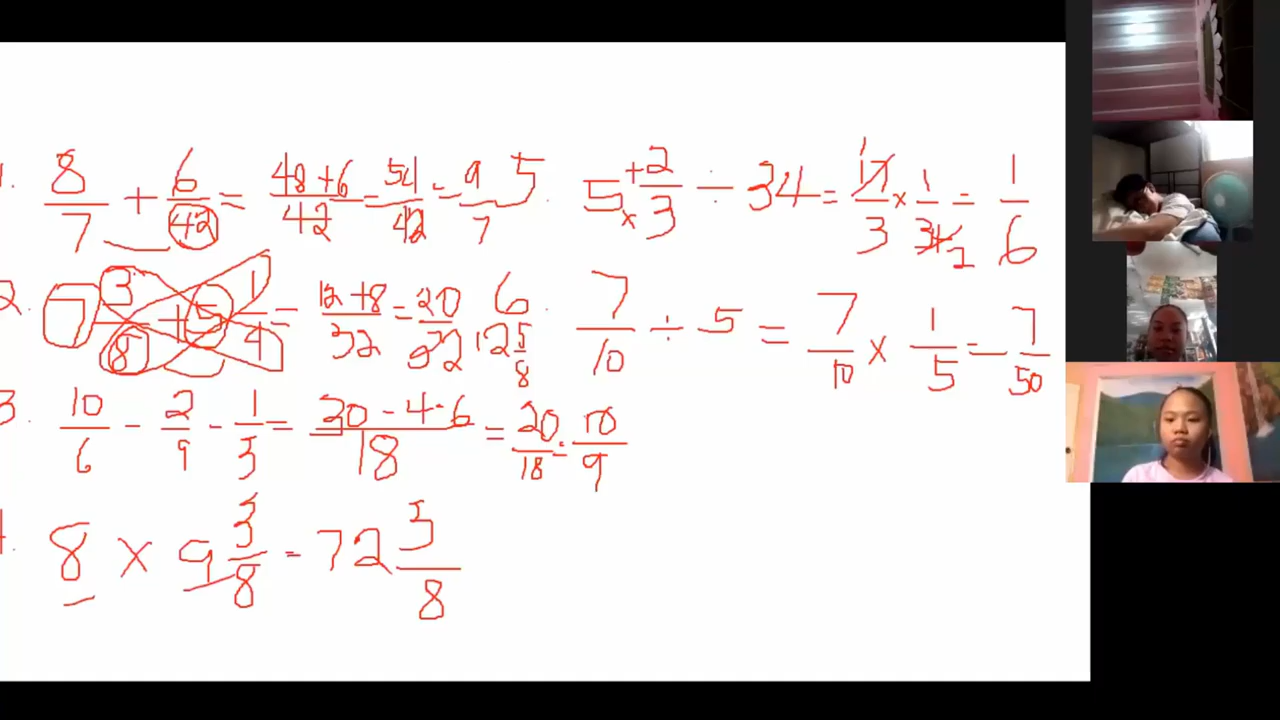 1. 8/7 + 6/42 = 48+6/42 = 54/42 = 9/7
2. 7 3/8 + 5 1/4 = 12+8/32 = 20/32 12 5/8
3. 10/6 - 2/9 - 1/3 = 30-4-6/18 = 20/18 = 10/9
4. 8 x 9 3/8 = 72 3/8
5. 5 2/3 ÷ 34 = 17/3 x 1/34 = 1/6
6. 7/10 ÷ 5 = 7/10 x 1/5 = 7/50